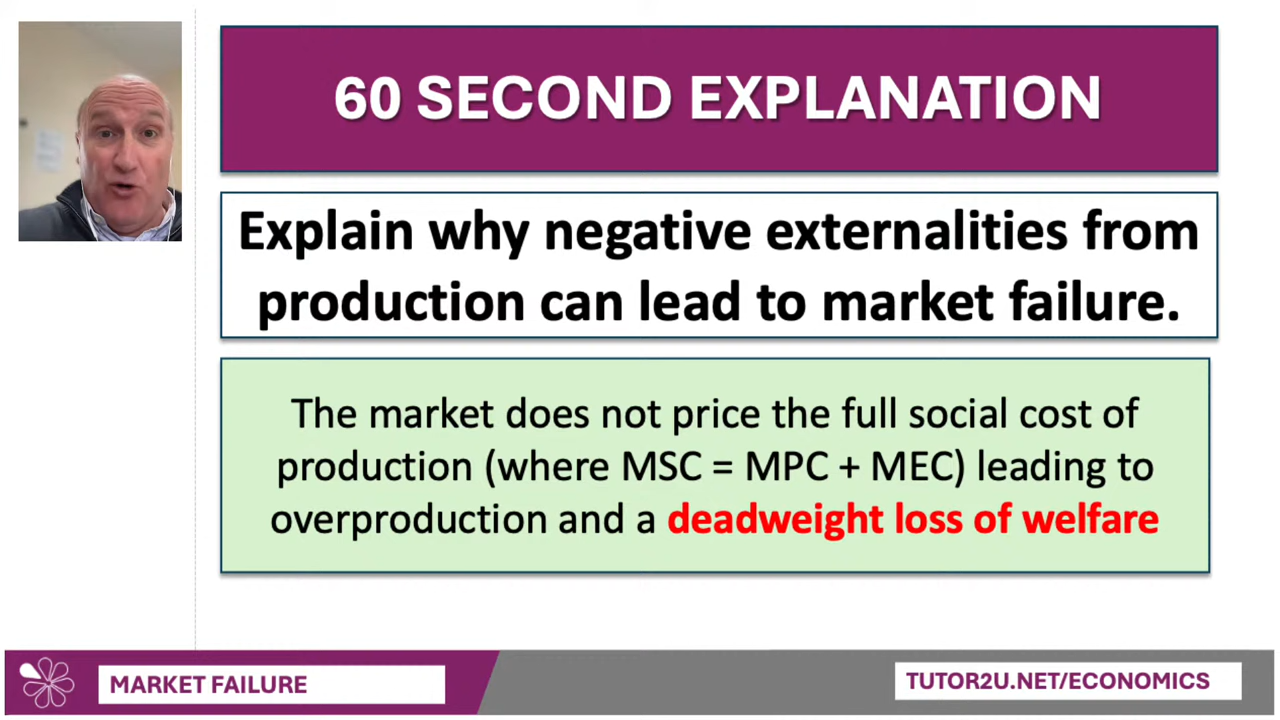 60 SECOND EXPLANATION
Explain why negative externalities from
production can lead to market failure.
The market does not price the full social cost of
production (where MSC = MPC + MEC) leading to
overproduction and a deadweight loss of welfare
MARKET FAILURE
TUTOR2U.NET/ECONOMICS